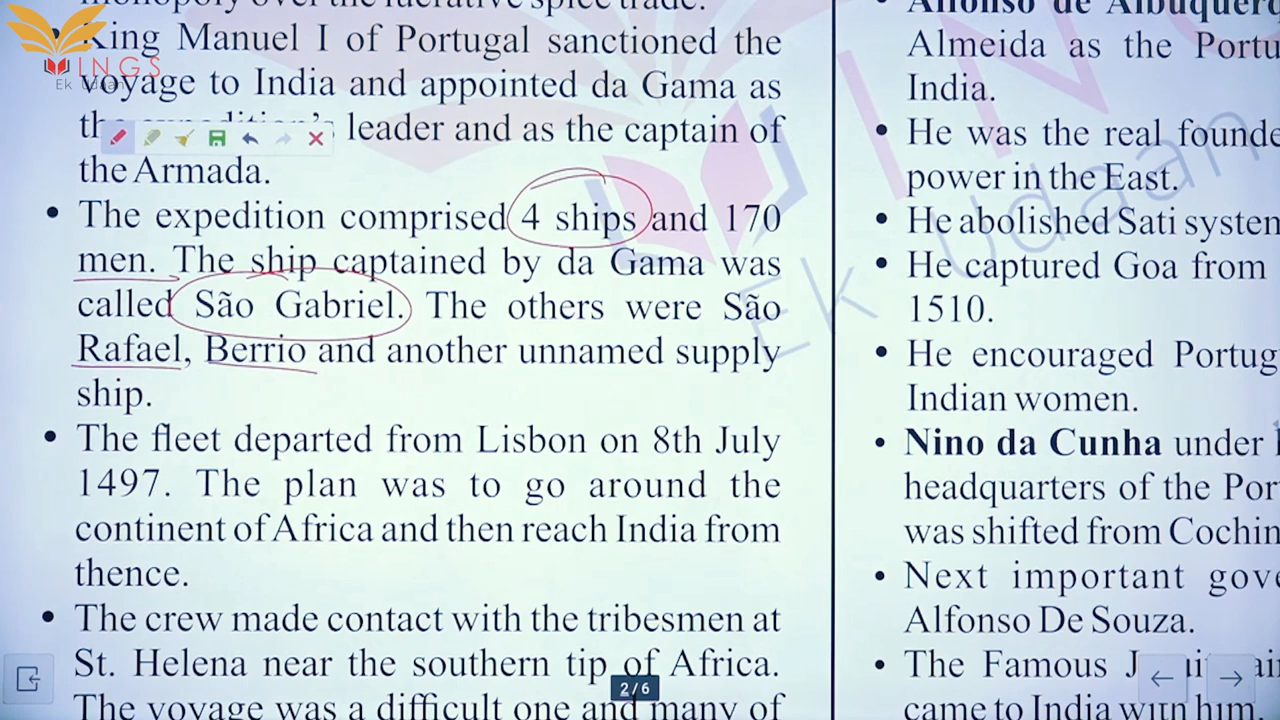 monopoly over the lucrative spice trade.
King Manuel I of Portugal sanctioned the
voyage to India and appointed da Gama as
the expedition's leader and as the captain of
the Armada.
• The expedition comprised 4 ships and 170
men. The ship captained by da Gama was
called São Gabriel. The others were São
Rafael, Berrio and another unnamed supply
ship.
• The fleet departed from Lisbon on 8th July
1497. The plan was to go around the
continent of Africa and then reach India from
thence.
• The crew made contact with the tribesmen at
St. Helena near the southern tip of Africa.
The voyage was a difficult one and many of
• Alfonso de Albuquerq
Almeida as the Portu
India.
• He was the real founde
power in the East.
• He abolished Sati system
• He captured Goa from
1510.
• He encouraged Portug
Indian women.
• Nino da Cunha under
headquarters of the Por
was shifted from Cochin
• Next important gove
Alfonso De Souza.
• The Famous
came to India with him.
WINGS
Ek Udaan
Ek Udaan
2/6